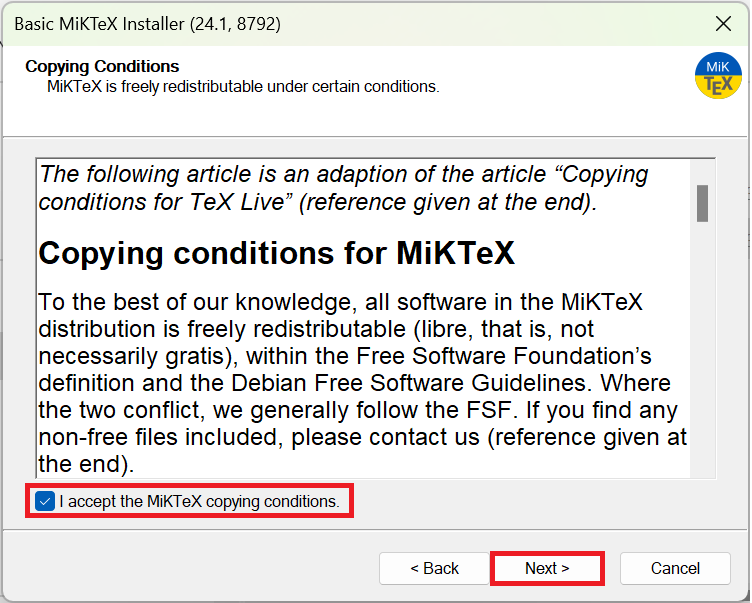 Basic MiKTeX Installer (24.1, 8792)
Copying Conditions
MiKTeX is freely redistributable under certain conditions.
MiK
TEX
The following article is an adaption of the article “Copying
conditions for TeX Live” (reference given at the end).
Copying conditions for MiKTeX
To the best of our knowledge, all software in the MiKTeX
distribution is freely redistributable (libre, that is, not
necessarily gratis), within the Free Software Foundation’s
definition and the Debian Free Software Guidelines. Where
the two conflict, we generally follow the FSF. If you find any
non-free files included, please contact us (reference given at
the end).
I accept the MiKTeX copying conditions.
< Back
Next >
Cancel